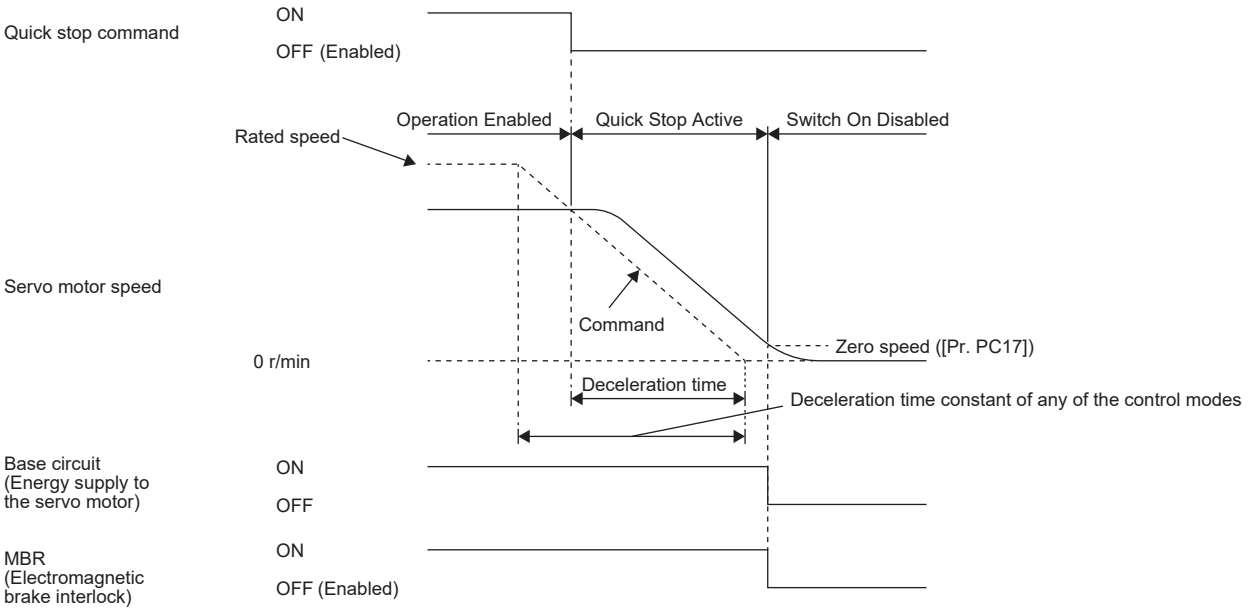 Quick stop command
ON
OFF (Enabled)
Operation Enabled
Quick Stop Active
Switch On Disabled
Rated speed
Servo motor speed
Command
Zero speed ([Pr. PC17])
0 r/min
Deceleration time
Deceleration time constant of any of the control modes
Base circuit
(Energy supply to
the servo motor)
ON
OFF
MBR
(Electromagnetic
brake interlock)
ON
OFF (Enabled)